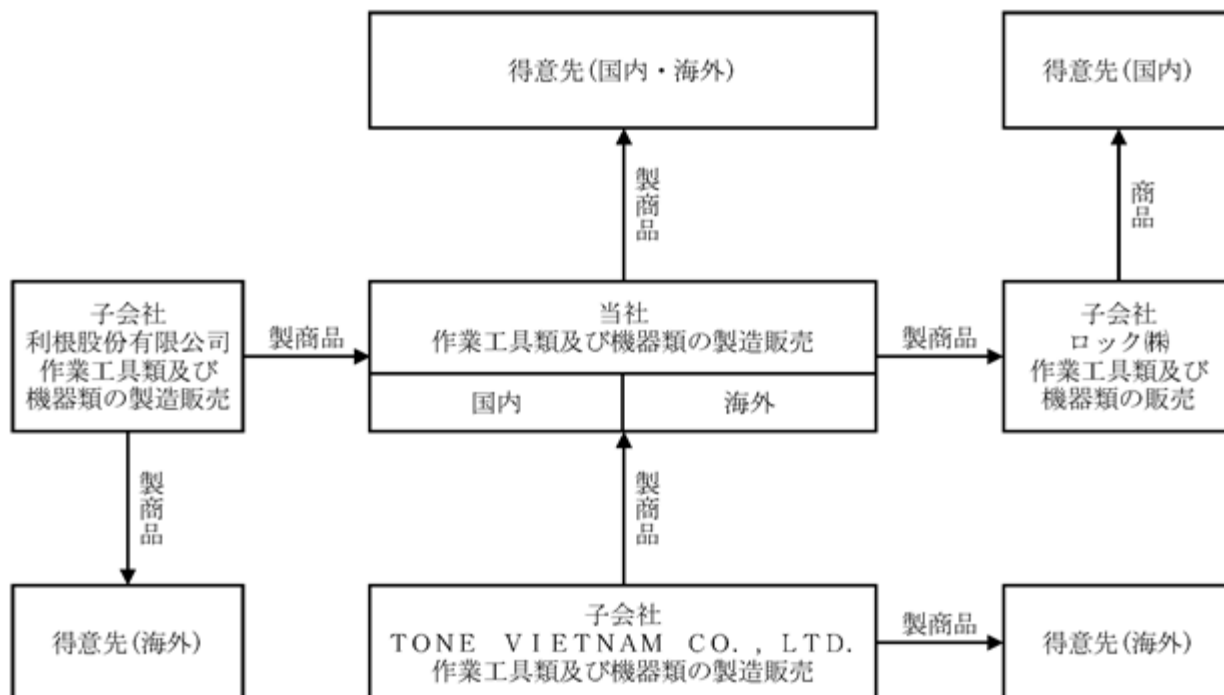 得意先(国内・海外)
得意先(国内)
製商品
商品
子会社
利根股份有限公司
作業工具類及び
機器類の製造販売
製商品
当社
作業工具類及び機器類の製造販売
国内
海外
製商品
子会社
ロック㈱
作業工具類及び
機器類の販売
製商品
製商品
得意先(海外)
子会社
TONE VIETNAM CO., LTD.
作業工具類及び機器類の製造販売
製商品
得意先(海外)